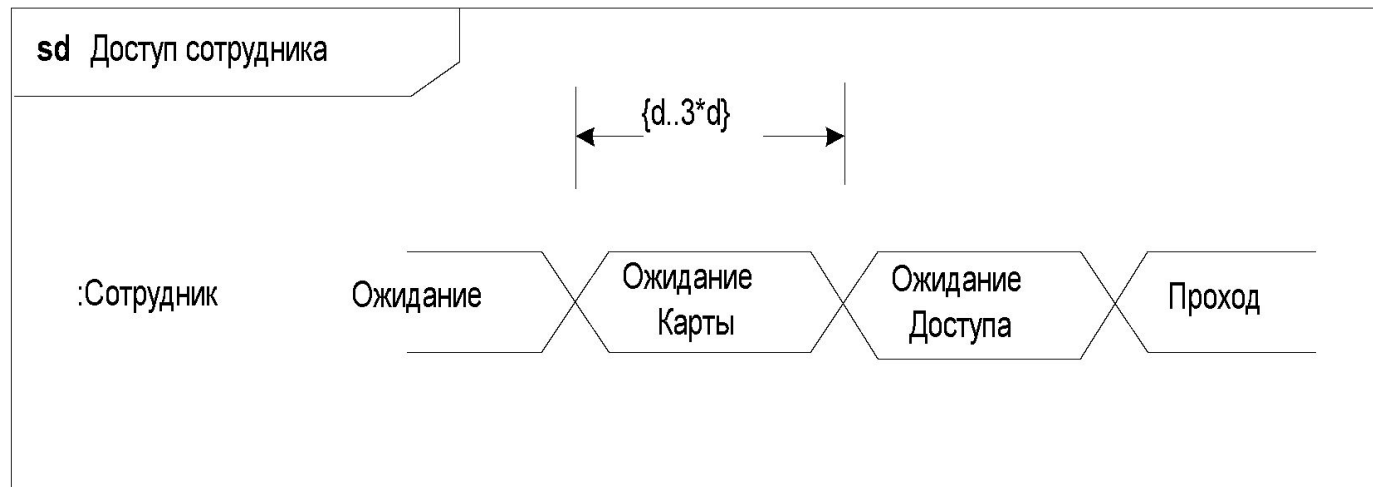 sd Доступ сотрудника
{d..3*d}
:Сотрудник
Ожидание
Ожидание
Карты
Ожидание
Доступа
Проход